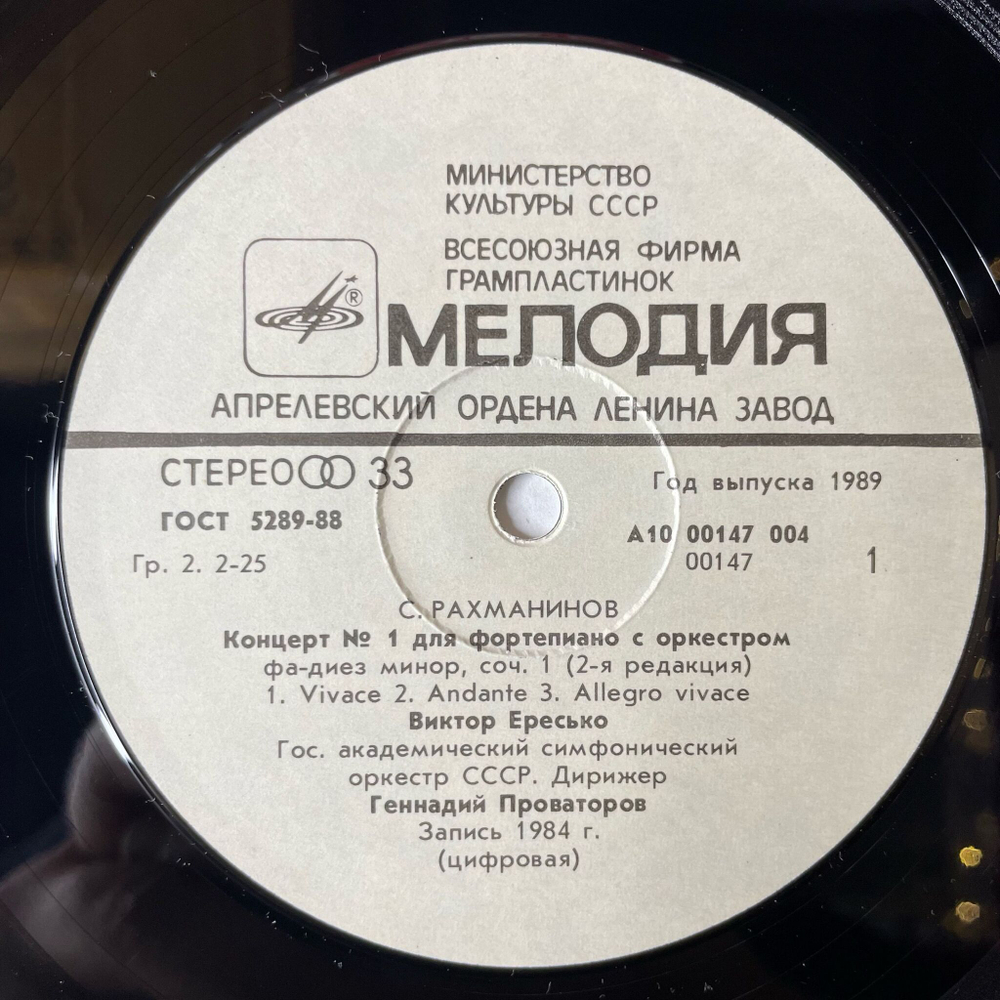 МИНИСТЕРСТВО
КУЛЬТУРЫ СССР
ВСЕСОЮЗНАЯ ФИРМА
ГРАМПЛАСТИНОК
®
МЕЛОДИЯ
АПРЕЛЕВСКИЙ ОРДЕНА ЛЕНИНА ЗАВОД
СТЕРЕО 33
Год выпуска 1989
ГОСТ 5289-88
А10 00147 004
Гр. 2. 2-25
00147
1
С. РАХМАНИНОВ
Концерт № 1 для фортепиано с оркестром
фа-диез минор, соч. 1 (2-я редакция)
1. Vivace 2. Andante 3. Allegro vivace
Виктор Ересько
Гос. академический симфонический
оркестр СССР. Дирижер
Геннадий Проваторов
Запись 1984 г.
(цифровая)